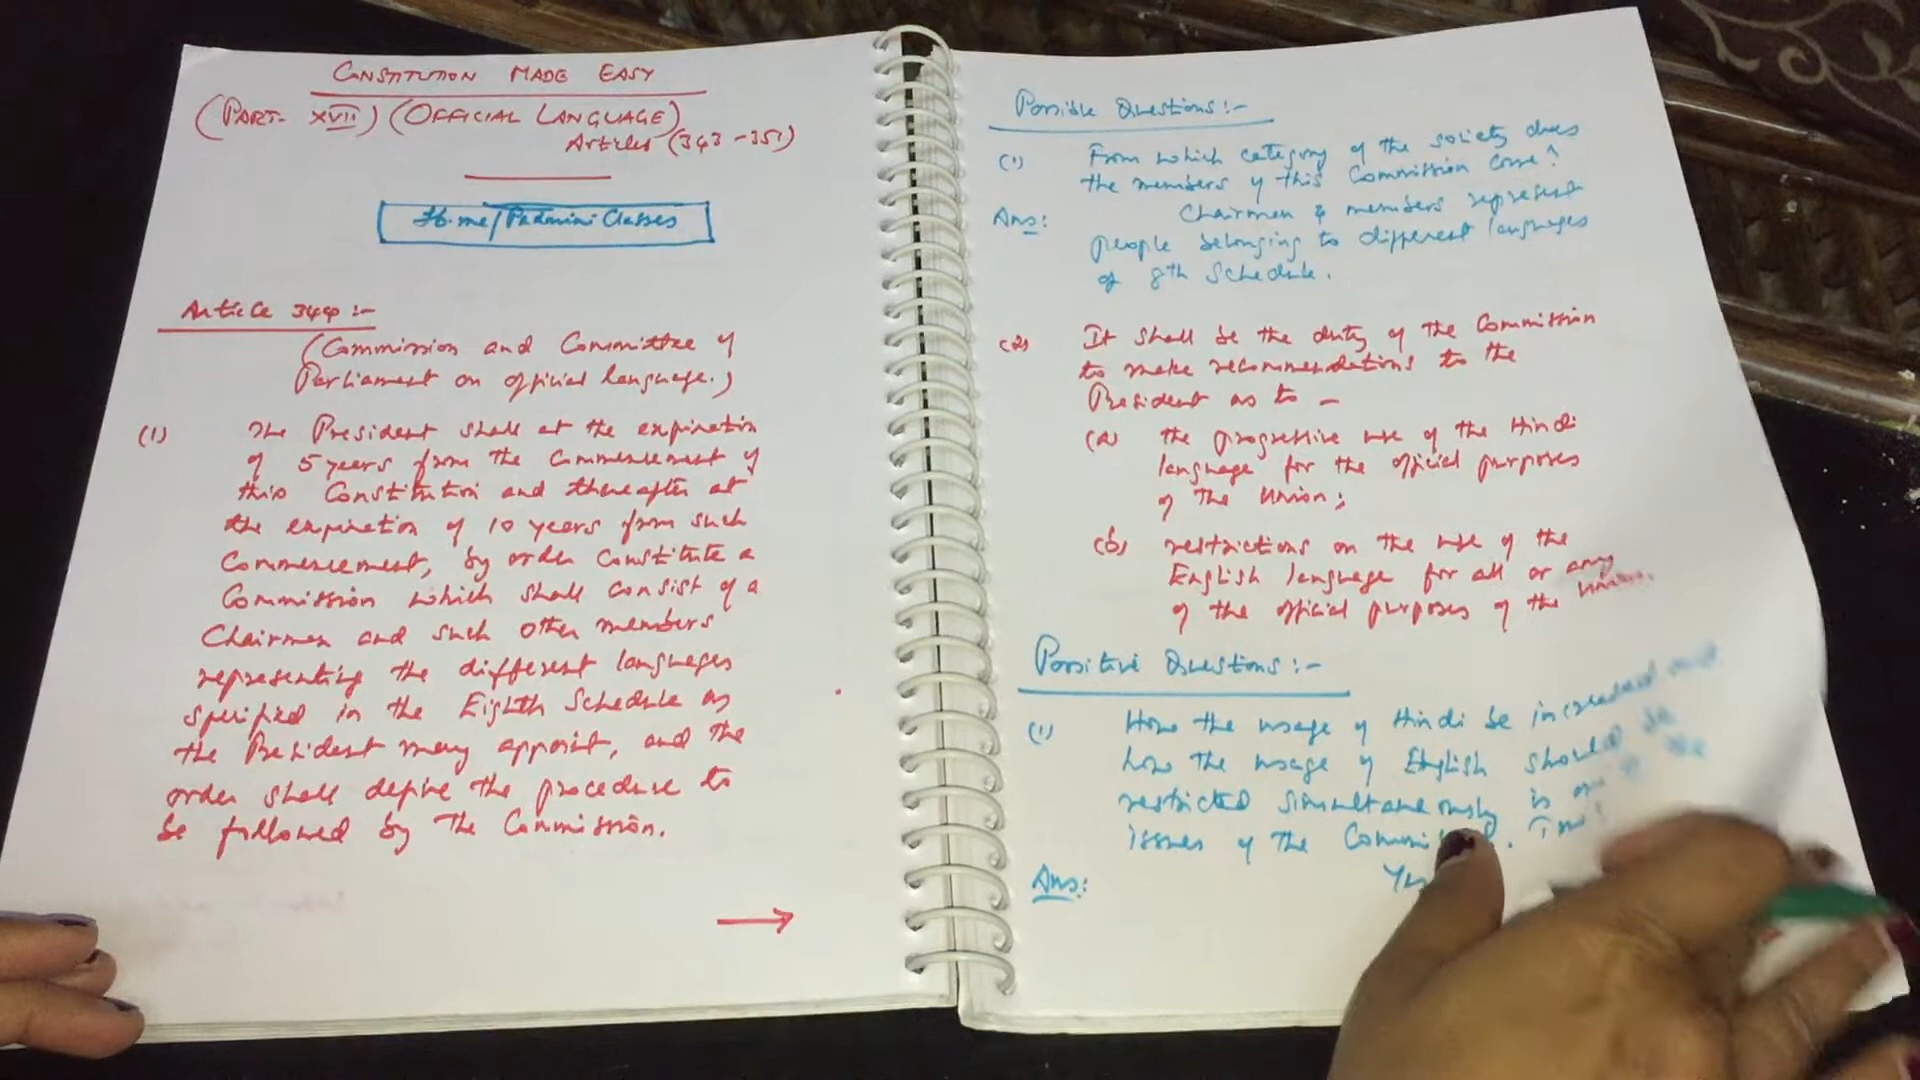 CONSTITUTION MADE EASY
(PART- XVII) (OFFICIAL LANGUAGE)
Articles (343-351)
Home/Padmini Classes
Article 344 :-
(Commission and Committee of
Parliament on official language.)
(1) The President shall at the expiration
of 5 years from the commencement of
this Constitution and thereafter at
the expiration of 10 years from such
Commencement, by order Constitute a
Commission which shall consist of a
Chairman and such other members
representing the different languages
specified in the Eighth Schedule as
the President may appoint, and the
order shall define the procedure to
be followed by the Commission.
Possible Questions:-
(1) From which category of the society does
the members of this Commission come?
Ans: Chairman & members represent
people belonging to different languages
of 8th Schedule.
(2) It shall be the duty of the Commission
to make recommendations to the
President as to -
(a) the progressive use of the Hindi
language for the official purposes
of the Union;
(b) restrictions on the use of the
English language for all or any
of the official purposes of the Union.
Possitive Questions:-
(1) How the usage of Hindi be increased and
how the usage of English should be
restricted simultaneously is one of the
issues of the
Ans: Yes